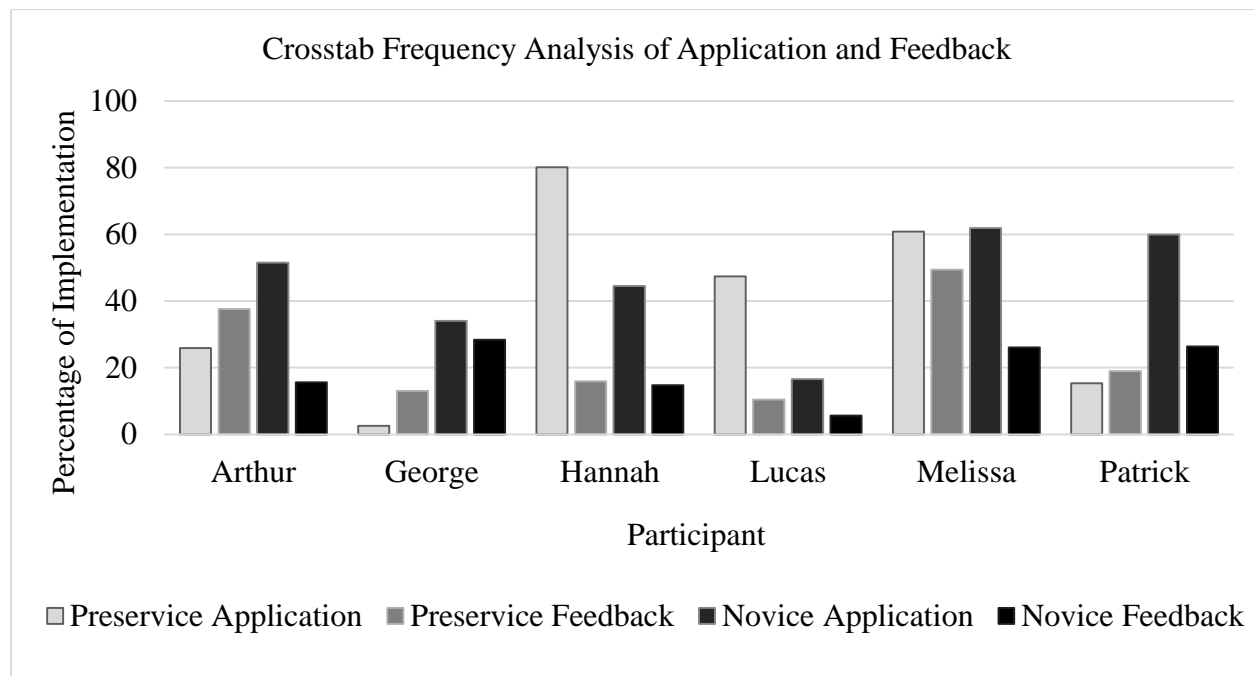 Crosstab Frequency Analysis of Application and Feedback
Percentage of Implementation
100
80
60
40
20
0
Arthur George Hannah Lucas Melissa Patrick
Participant
Preservice Application Preservice Feedback Novice Application Novice Feedback